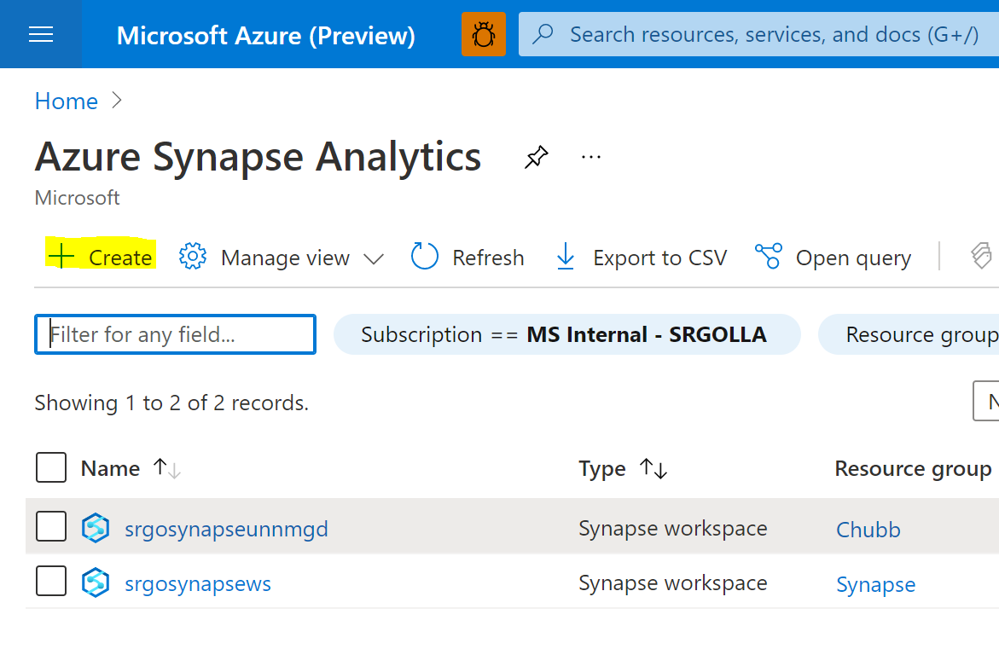 Microsoft Azure (Preview) Search resources, services, and docs (G+/)
Home
Azure Synapse Analytics ...
Microsoft
+ Create Manage view Refresh Export to CSV Open query
Filter for any field... Subscription == MS Internal - SRGOLLA Resource group
Showing 1 to 2 of 2 records.
Name Type Resource group
srgosynapseunnmgd Synapse workspace Chubb
srgosynapsews Synapse workspace Synapse